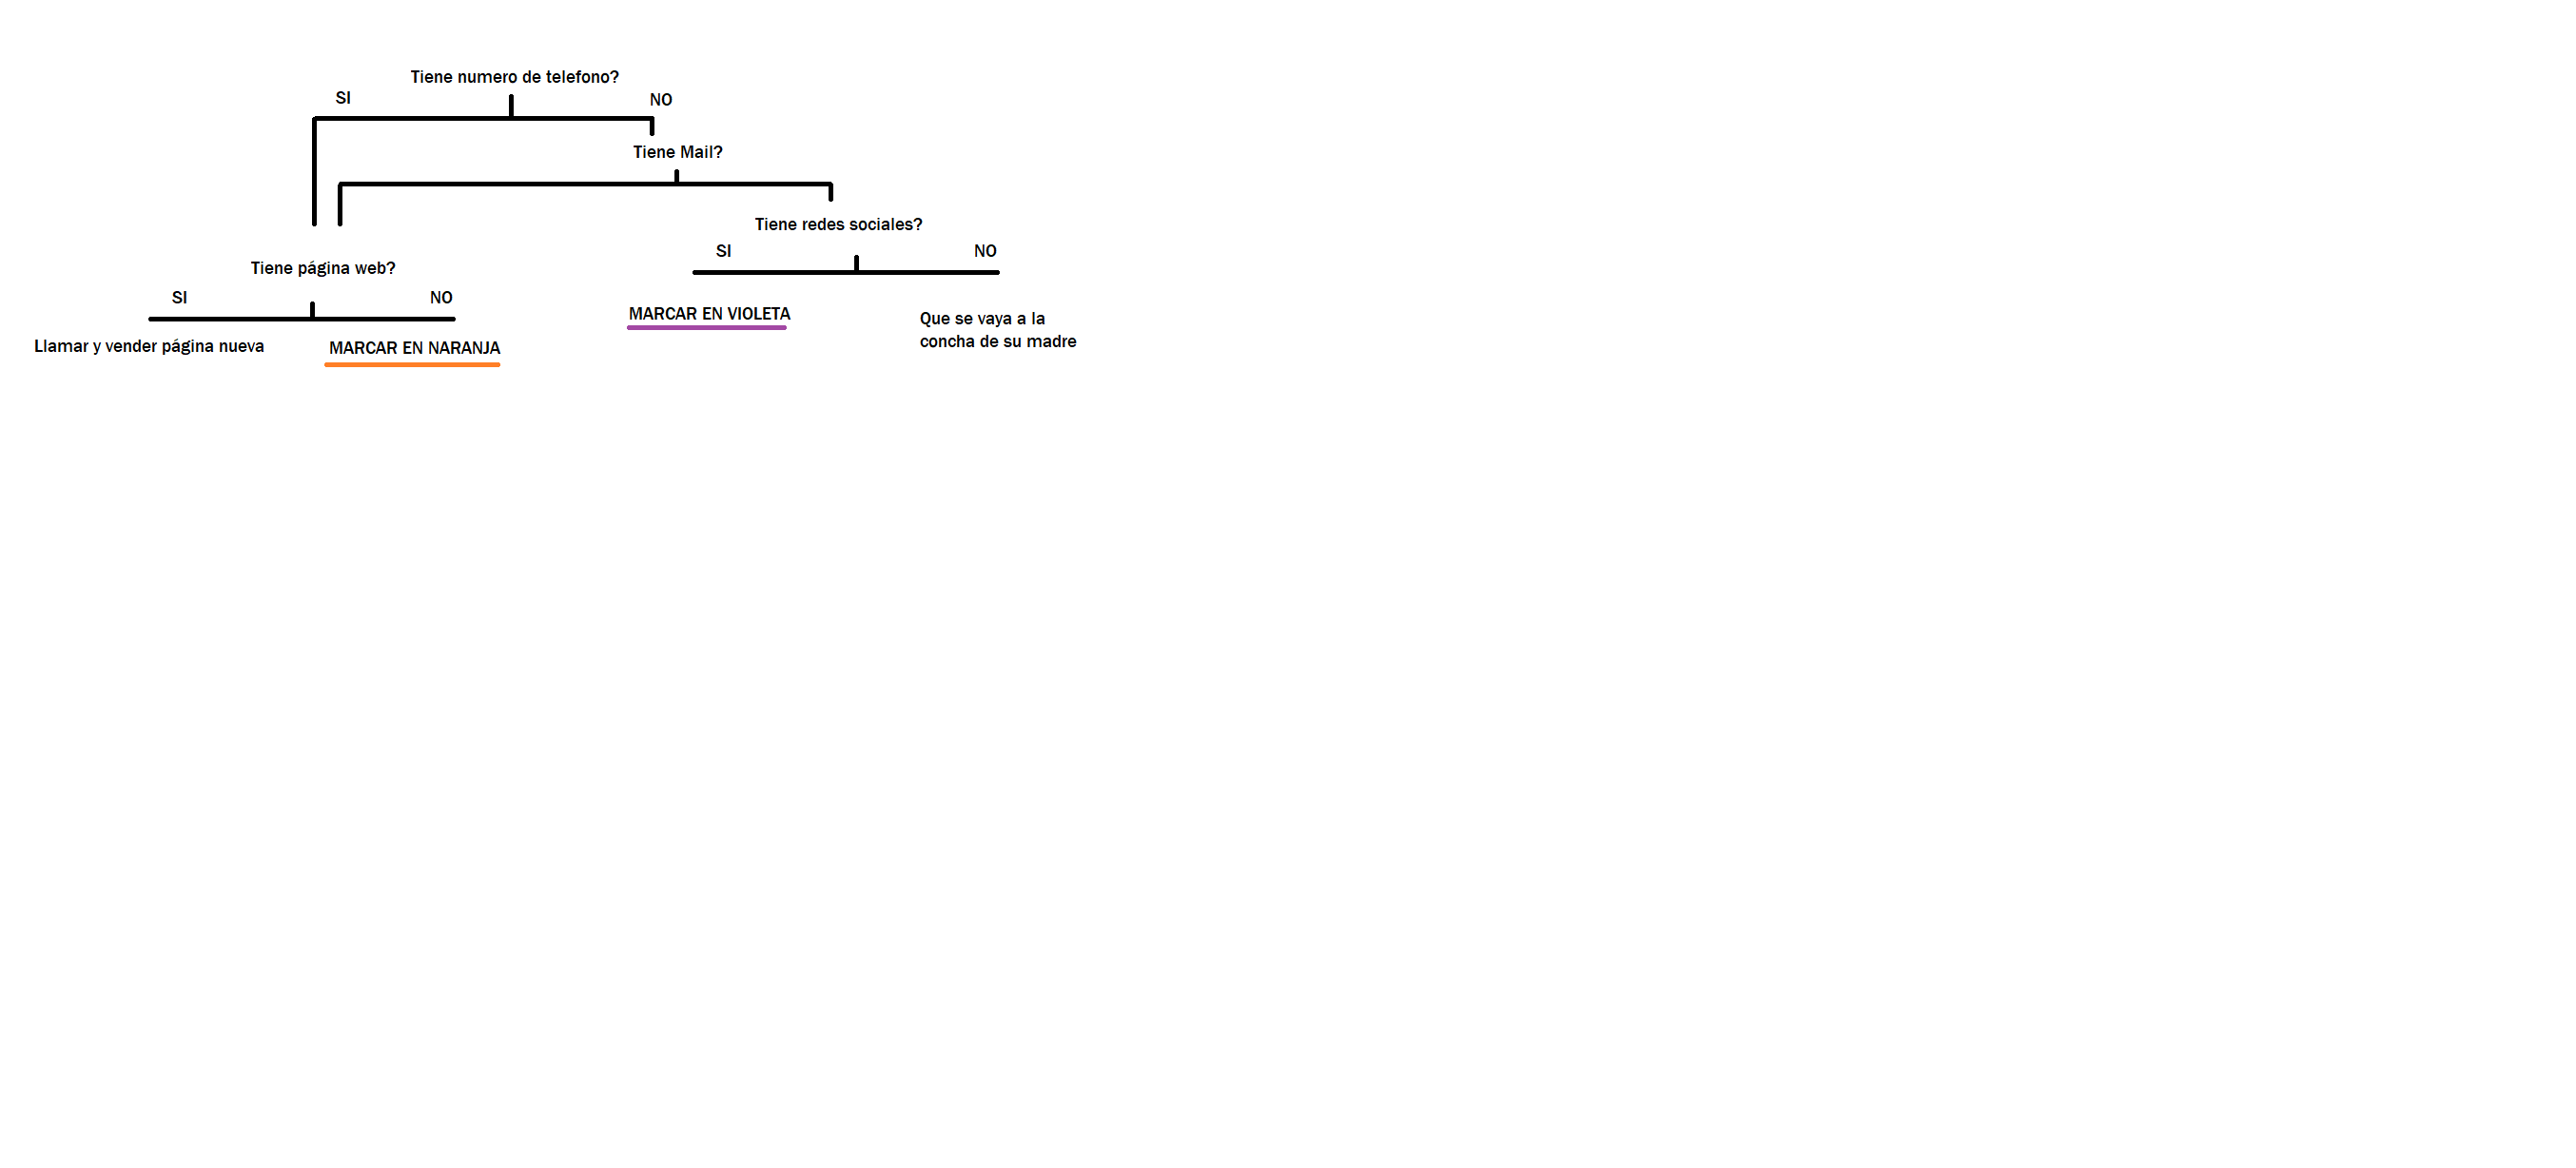 Tiene numero de telefono?
SI
NO
Tiene Mail?
Tiene redes sociales?
SI
NO
Tiene página web?
SI
NO
MARCAR EN VIOLETA
Que se vaya a la
concha de su madre
Llamar y vender página nueva
MARCAR EN NARANJA